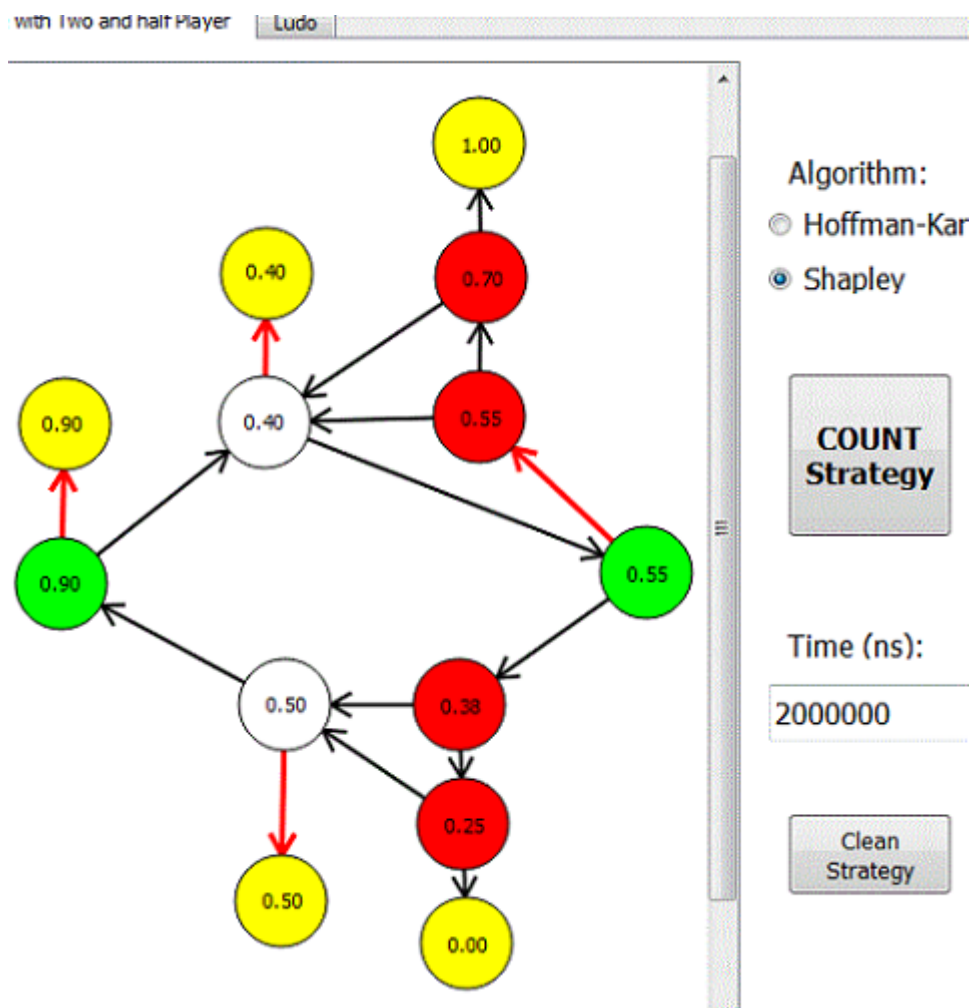 with Two and half Player
Ludo
1.00
0.40
0.70
0.90
0.40
0.55
0.90
0.55
0.50
0.38
0.25
0.50
0.00
Algorithm:
Hoffman-Kar
Shapley
COUNT
Strategy
Time (ns):
2000000
Clean
Strategy